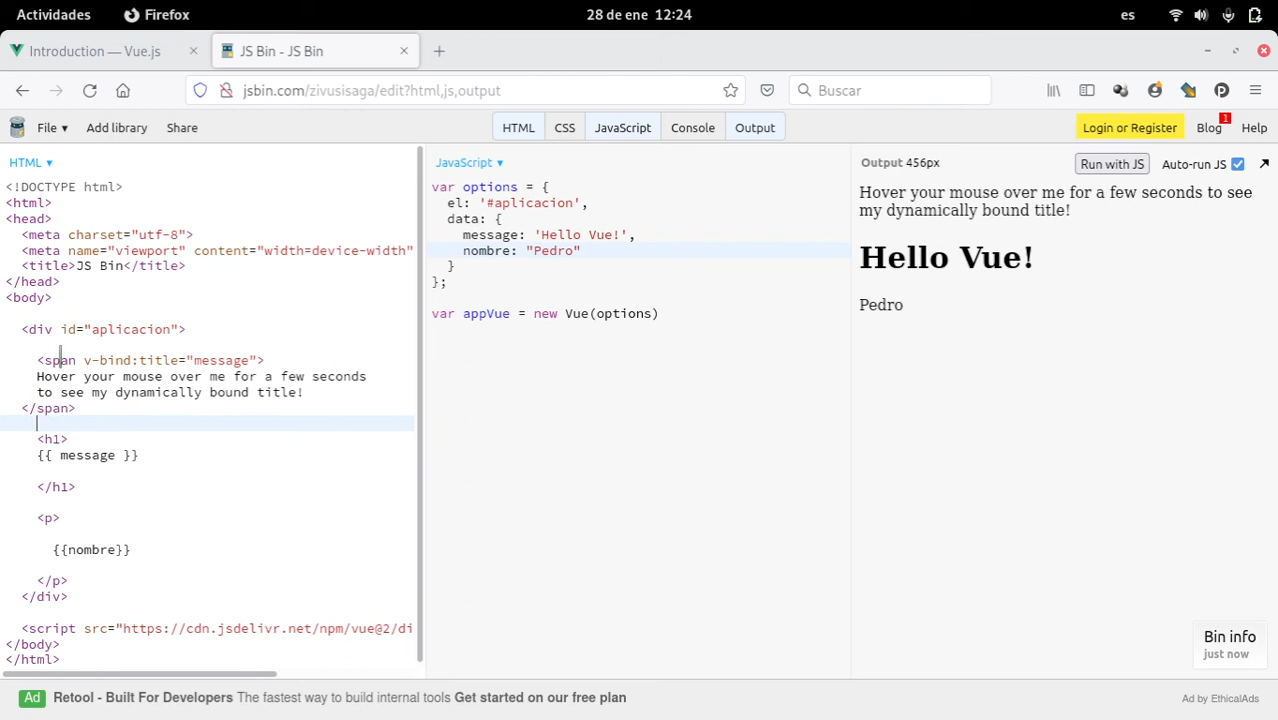 Actividades Firefox 28 de ene 12:24 es
Introduction — Vue.js JS Bin - JS Bin
jsbin.com/zivusisaga/edit?html,js,output Buscar
File Add library Share HTML CSS JavaScript Console Output Login or Register Blog 1 Help
HTML
<!DOCTYPE html>
<html>
<head>
<meta charset="utf-8">
<meta name="viewport" content="width=device-width"
<title>JS Bin</title>
</head>
<body>
<div id="aplicacion">
<span v-bind:title="message">
Hover your mouse over me for a few seconds
to see my dynamically bound title!
</span>
<h1>
{{ message }}
</h1>
<p>
{{nombre}}
</p>
</div>
<script src="https://cdn.jsdelivr.net/npm/vue@2/di
</body>
</html>
JavaScript
var options = {
el: '#aplicacion',
data: {
message: 'Hello Vue!',
nombre: "Pedro"
}
};
var appVue = new Vue(options)
Output 456px Run with JS Auto-run JS
Hover your mouse over me for a few seconds to see
my dynamically bound title!
Hello Vue!
Pedro
Bin info
just now
Ad Retool - Built For Developers The fastest way to build internal tools Get started on our free plan Ad by EthicalAds